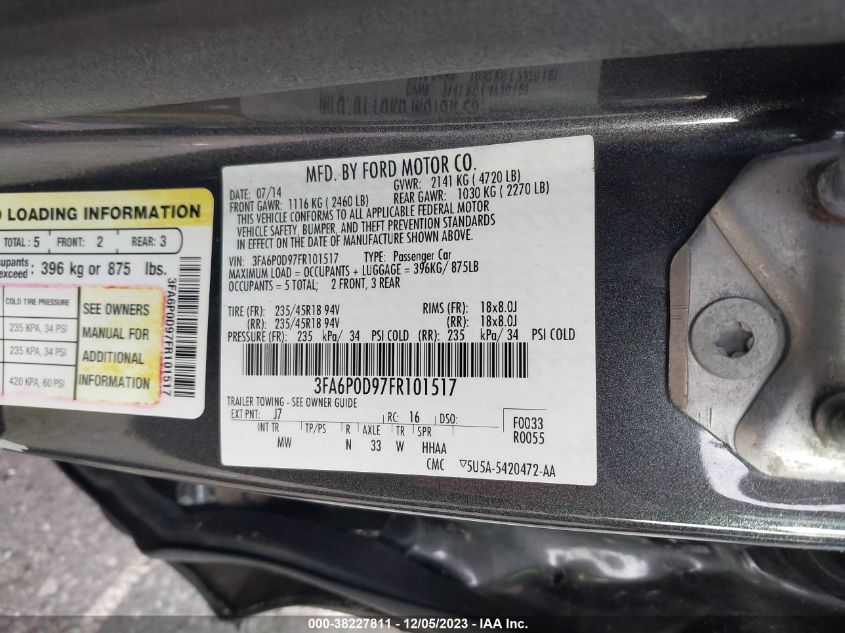 MFD. BY FORD MOTOR CO.
07/14 GVWR: 2141 KG ( 4720 LB)
FRONT GAWR: 1116 KG ( 2460 LB) REAR GAWR: 1030 KG ( 2270 LB)
THIS VEHICLE CONFORMS TO ALL APPLICABLE FEDERAL MOTOR
VEHICLE SAFETY, BUMPER, AND THEFT PREVENTION STANDARDS
IN EFFECT ON THE DATE OF MANUFACTURE SHOWN ABOVE.
VIN: 3FA6P0D97FR101517 TYPE: Passenger Car
MAXIMUM LOAD = OCCUPANTS + LUGGAGE = 396KG/ 875LB
OCCUPANTS = 5 TOTAL; 2 FRONT, 3 REAR
TIRE (FR): 235/45R18 94V RIMS (FR): 18x8.0J
(RR): 235/45R18 94V (RR): 18x8.0J
PRESSURE (FR): 235 kPa/ 34 PSI COLD (RR): 235 kPa/ 34 PSI COLD
3FA6P0D97FR101517
TRAILER TOWING - SEE OWNER GUIDE
EXT PNT: J7 RC: 16 DSO: F0033
R0055
INT TR TP/PS R AXLE TR SPR
MW N 33 W HHAA
CMC ▽5U5A-5420472-AA
LOADING INFORMATION
TOTAL: 5 FRONT: 2 REAR: 3
396 kg or 875 lbs.
COLD TIRE PRESSURE
235 KPA, 34 PSI
235 KPA, 34 PSI
420 KPA, 60 PSI
SEE OWNERS
MANUAL FOR
ADDITIONAL
INFORMATION
3FA6P0D97FR101517
000-38227811 - 12/05/2023 - IAA Inc.